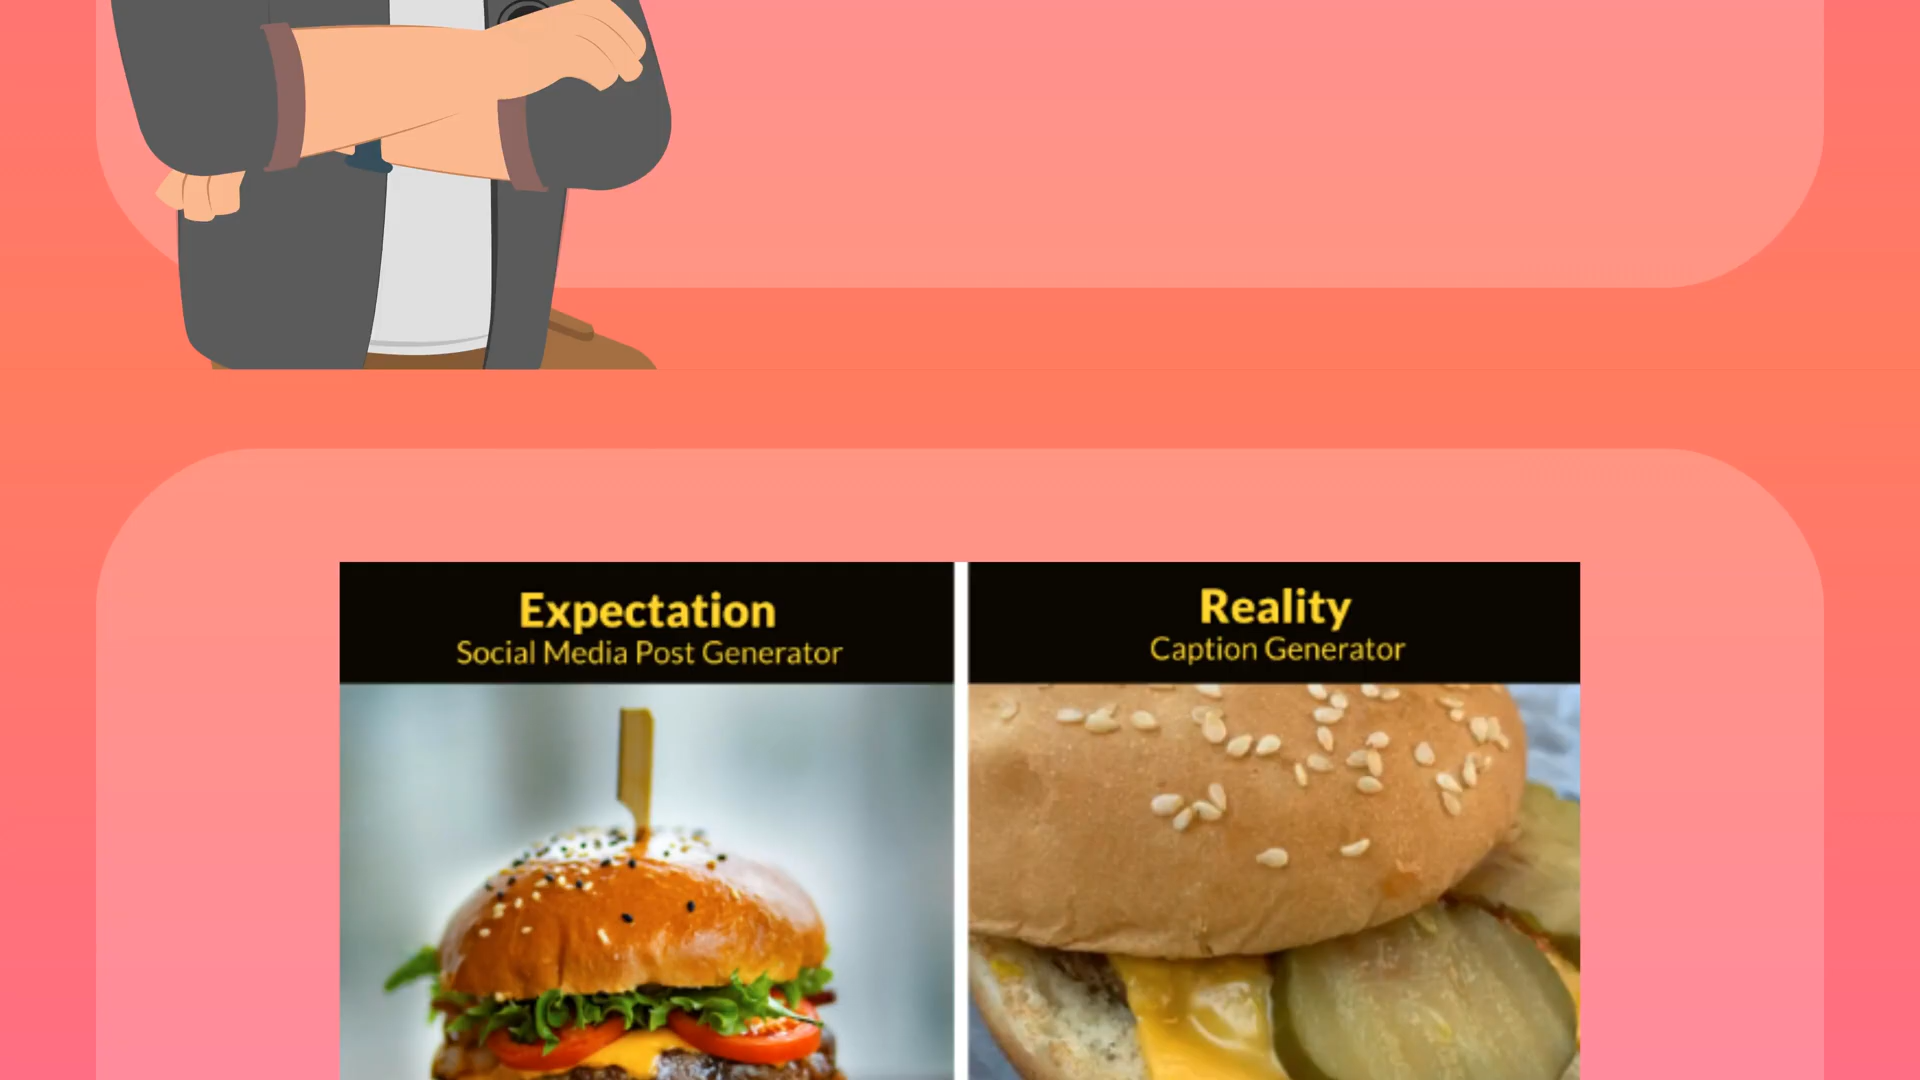 Expectation
Social Media Post Generator
Reality
Caption Generator